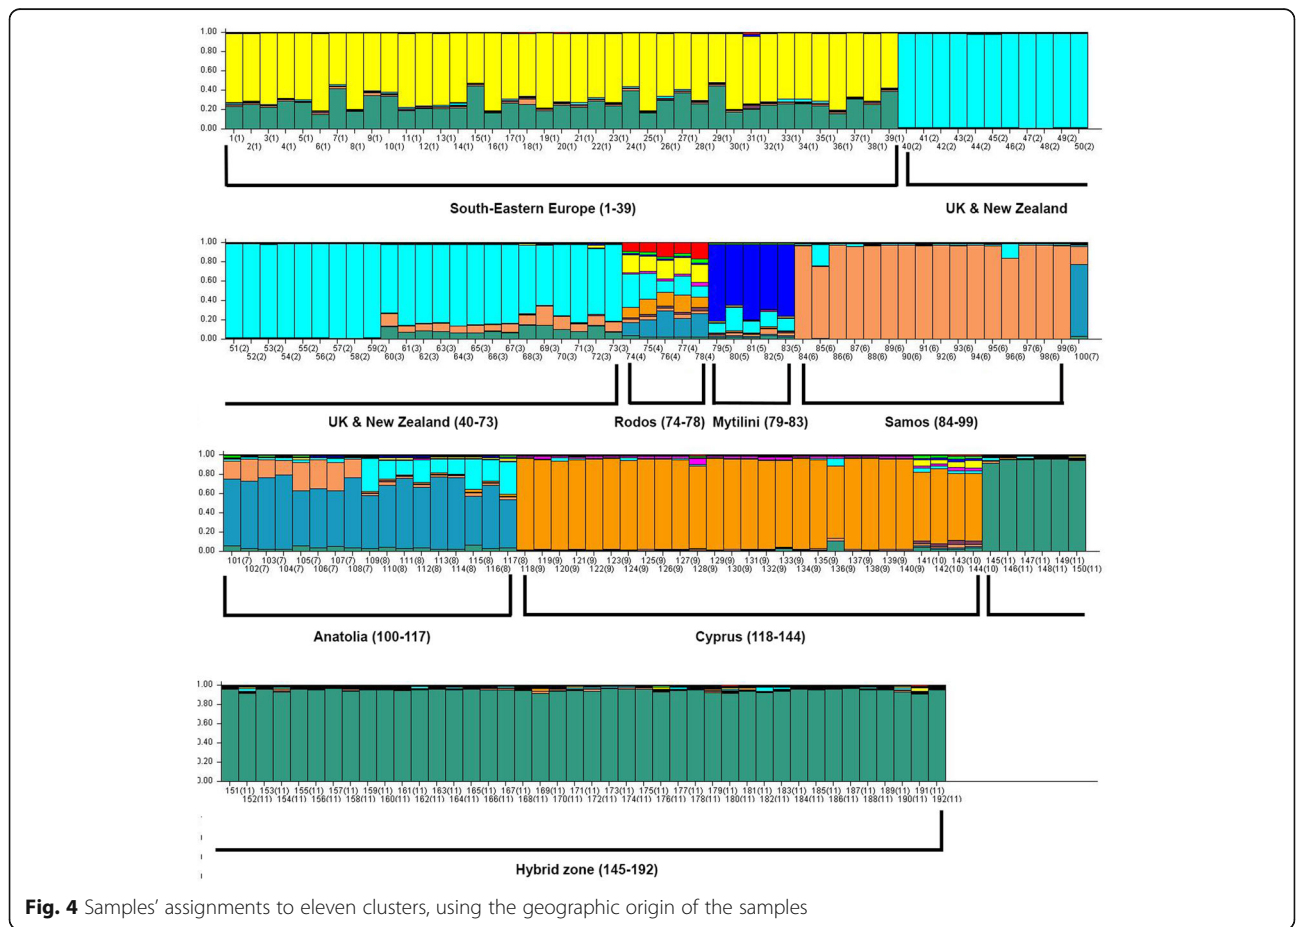 1.00
0.80
0.60
0.40
0.20
0.00
1(1) 3(1) 5(1) 7(1) 9(1) 11(1) 13(1) 15(1) 17(1) 19(1) 21(1) 23(1) 25(1) 27(1) 29(1) 31(1) 33(1) 35(1) 37(1) 39(1) 41(2) 43(2) 45(2) 47(2) 49(2)
2(1) 4(1) 6(1) 8(1) 10(1) 12(1) 14(1) 16(1) 18(1) 20(1) 22(1) 24(1) 26(1) 28(1) 30(1) 32(1) 34(1) 36(1) 38(1) 40(2) 42(2) 44(2) 46(2) 48(2) 50(2)
South-Eastern Europe (1-39) UK & New Zealand
1.00
0.80
0.60
0.40
0.20
0.00
51(2) 53(2) 55(2) 57(2) 59(2) 61(3) 63(3) 65(3) 67(3) 69(3) 71(3) 73(3) 75(4) 77(4) 79(5) 81(5) 83(5) 85(6) 87(6) 89(6) 91(6) 93(6) 95(6) 97(6) 99(6)
52(2) 54(2) 56(2) 58(2) 60(3) 62(3) 64(3) 66(3) 68(3) 70(3) 72(3) 74(4) 76(4) 78(4) 80(5) 82(5) 84(6) 86(6) 88(6) 90(6) 92(6) 94(6) 96(6) 98(6) 100(7)
UK & New Zealand (40-73) Rodos (74-78) Mytilini (79-83) Samos (84-99)
1.00
0.80
0.60
0.40
0.20
0.00
101(7) 103(7) 105(7) 107(7) 109(8) 111(8) 113(8) 115(8) 117(8) 119(9) 121(9) 123(9) 125(9) 127(9) 129(9) 131(9) 133(9) 135(9) 137(9) 139(9) 141(10) 143(10) 145(11) 147(11) 149(11)
102(7) 104(7) 106(7) 108(7) 110(8) 112(8) 114(8) 116(8) 118(9) 120(9) 122(9) 124(9) 126(9) 128(9) 130(9) 132(9) 134(9) 136(9) 138(9) 140(9) 142(10) 144(10) 146(11) 148(11) 150(11)
Anatolia (100-117) Cyprus (118-144)
1.00
0.80
0.60
0.40
0.20
0.00
151(11) 153(11) 155(11) 157(11) 159(11) 161(11) 163(11) 165(11) 167(11) 169(11) 171(11) 173(11) 175(11) 177(11) 179(11) 181(11) 183(11) 185(11) 187(11) 189(11) 191(11)
152(11) 154(11) 156(11) 158(11) 160(11) 162(11) 164(11) 166(11) 168(11) 170(11) 172(11) 174(11) 176(11) 178(11) 180(11) 182(11) 184(11) 186(11) 188(11) 190(11) 192(11)
Hybrid zone (145-192)
Fig. 4 Samples' assignments to eleven clusters, using the geographic origin of the samples